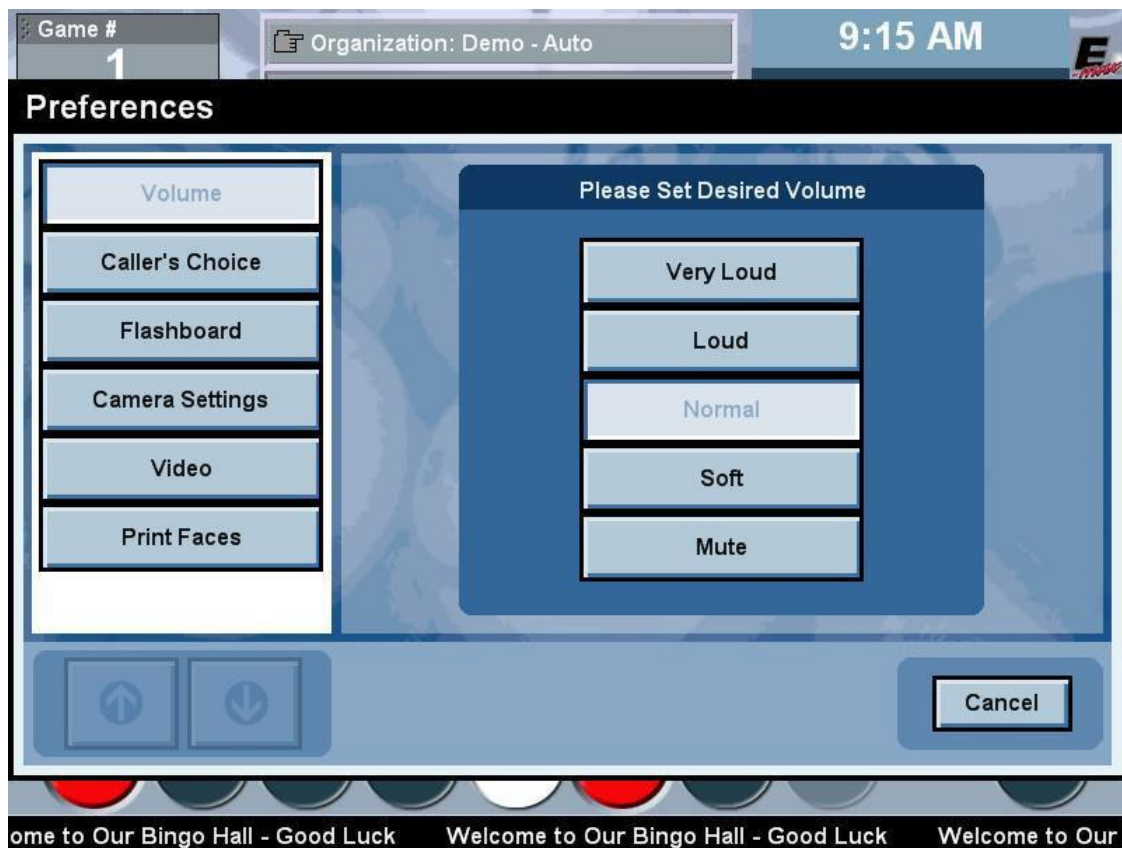 Game #
1
Organization: Demo - Auto
9:15 AM
E
Preferences
Volume
Caller's Choice
Flashboard
Camera Settings
Video
Print Faces
Please Set Desired Volume
Very Loud
Loud
Normal
Soft
Mute
Cancel
ome to Our Bingo Hall - Good Luck Welcome to Our Bingo Hall - Good Luck Welcome to Our